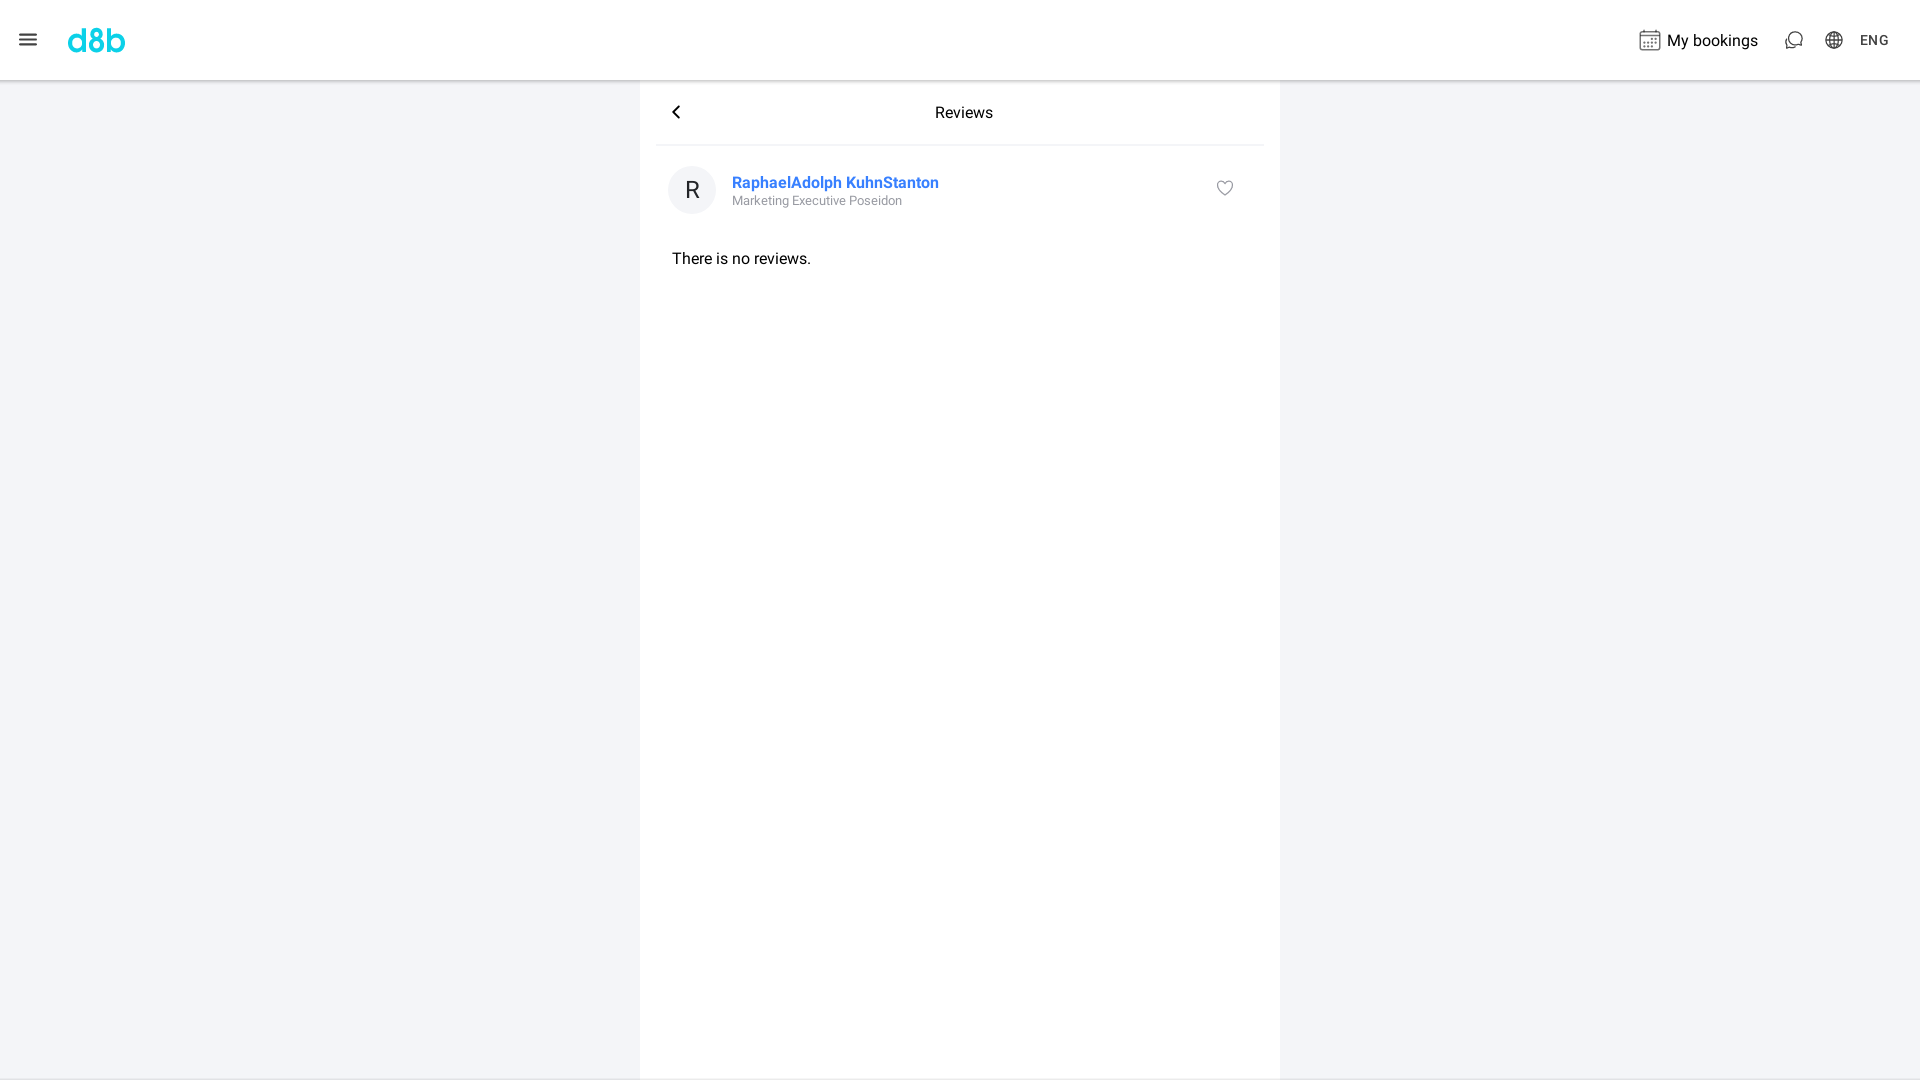 d8b
My bookings
ENG
Reviews
R
RaphaelAdolph KuhnStanton
Marketing Executive Poseidon
There is no reviews.